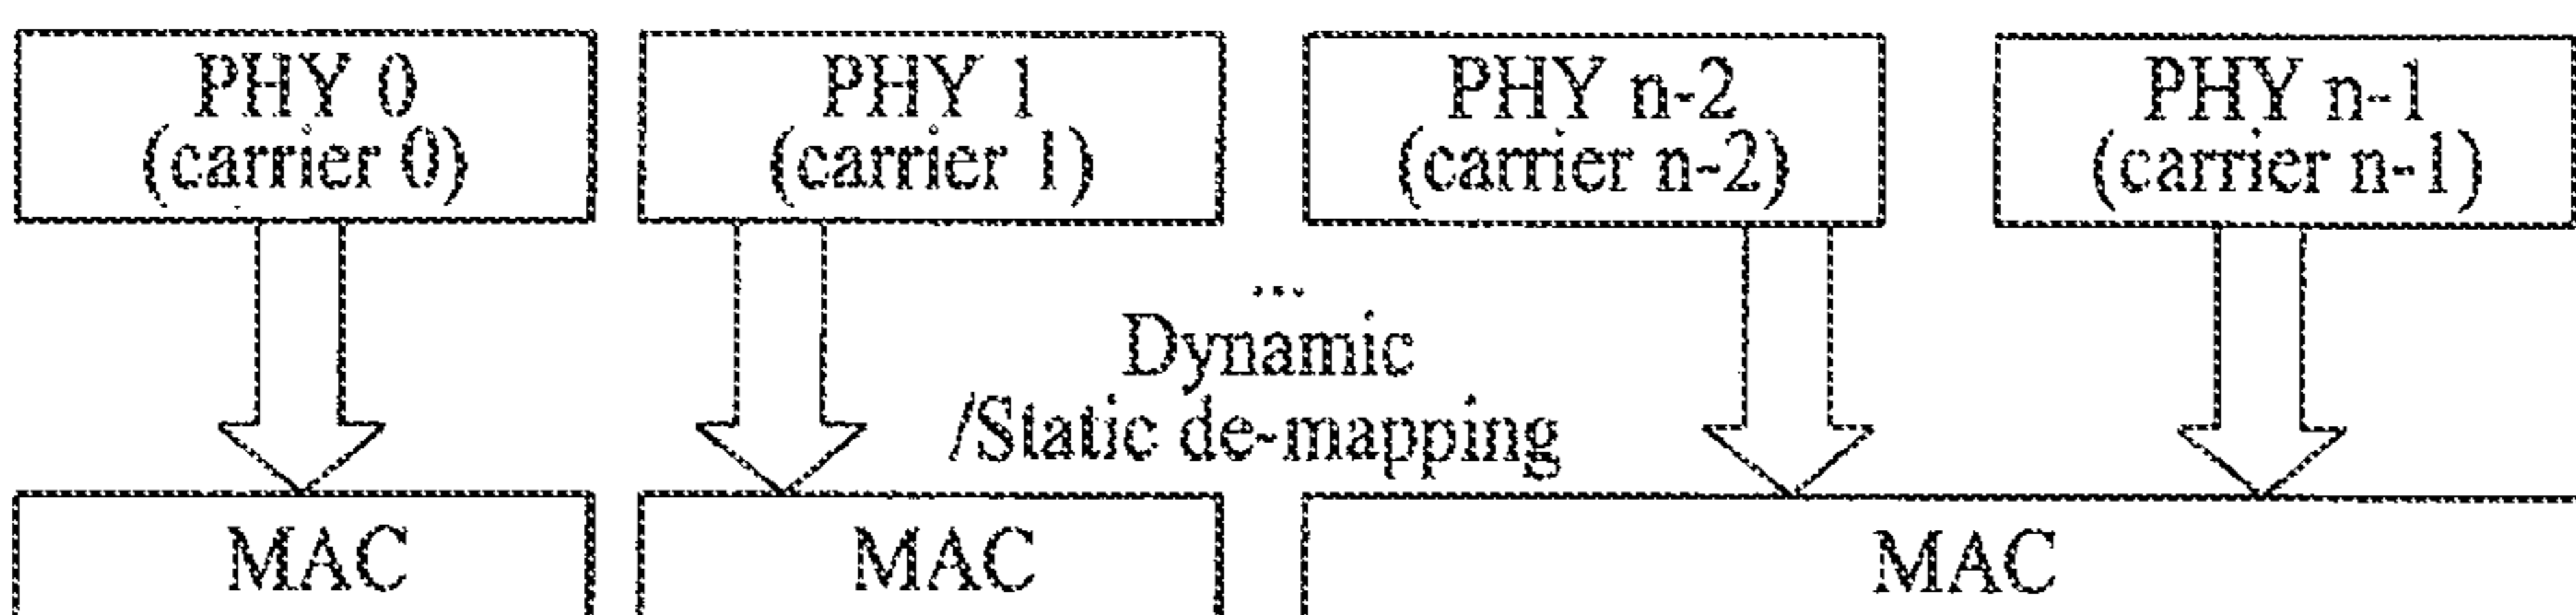 PHY 0
(carrier 0)
PHY 1
(carrier 1)
PHY n-2
(carrier n-2)
PHY n-1
(carrier n-1)
...
Dynamic
/Static de-mapping
MAC
MAC
MAC